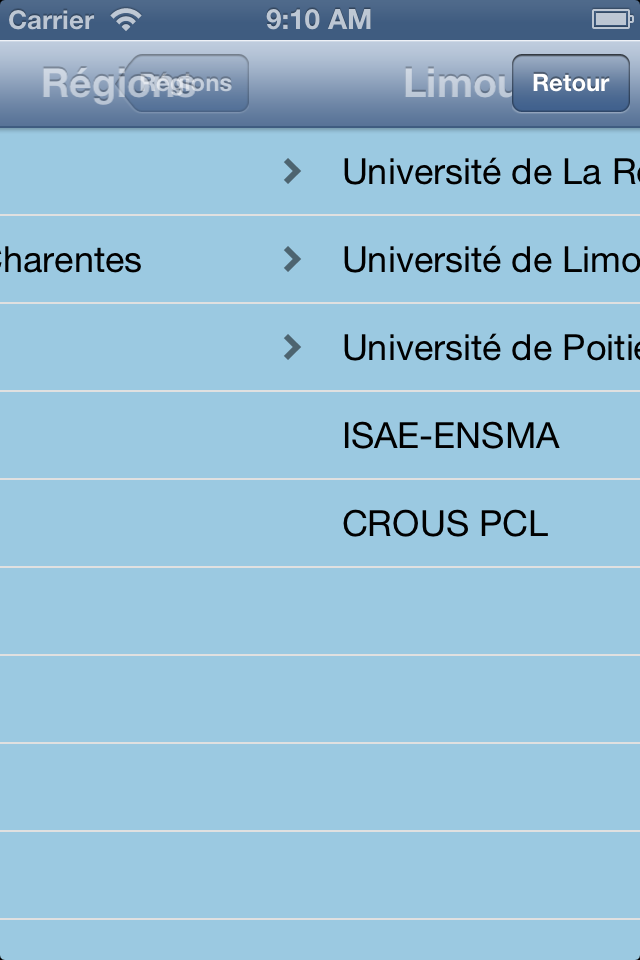 Carrier 9:10 AM
Régions Régions Limou Retour
Université de La R
harentes Université de Limo
Université de Poiti
ISAE-ENSMA
CROUS PCL